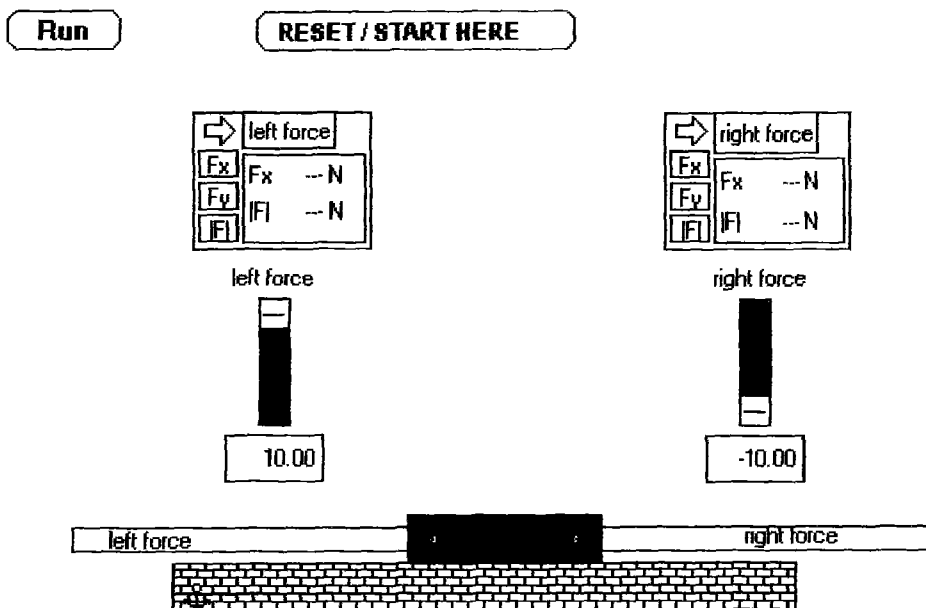 Run
RESET / START HERE
left force
Fx
Fy
|F|
Fx --- N
|F| --- N
right force
Fx
Fy
|F|
Fx --- N
|F| --- N
left force
right force
10.00
-10.00
left force
right force